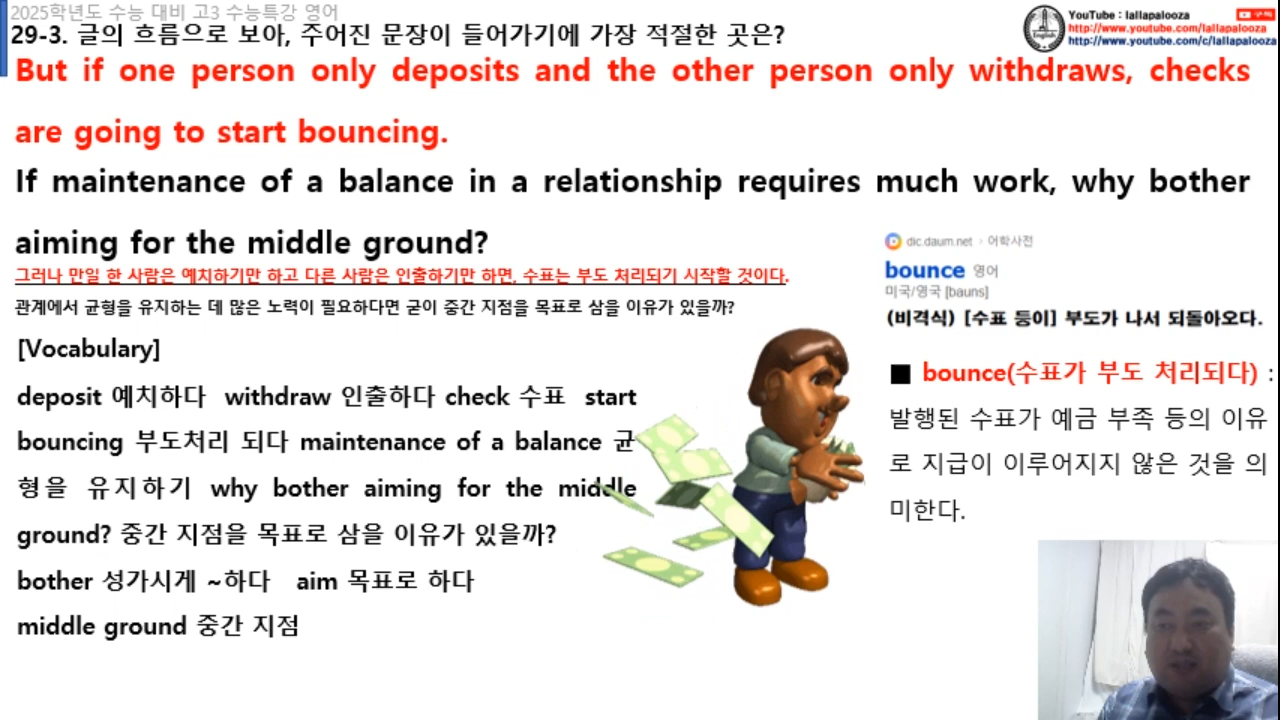 2025학년도 수능 대비 고3 수능특강 영어
29-3. 글의 흐름으로 보아, 주어진 문장이 들어가기에 가장 적절한 곳은?
YouTube : lallapalooza
구독
http://www.youtube.com/lallapalooza
http://www.youtube.com/c/lallapalooza
English
But if one person only deposits and the other person only withdraws, checks
are going to start bouncing.
If maintenance of a balance in a relationship requires much work, why bother
aiming for the middle ground?
그러나 만일 한 사람은 예치하기만 하고 다른 사람은 인출하기만 하면, 수표는 부도 처리되기 시작할 것이다.
관계에서 균형을 유지하는 데 많은 노력이 필요하다면 굳이 중간 지점을 목표로 삼을 이유가 있을까?
[Vocabulary]
deposit 예치하다 withdraw 인출하다 check 수표 start
bouncing 부도처리 되다 maintenance of a balance 균
형을 유지하기 why bother aiming for the middle
ground? 중간 지점을 목표로 삼을 이유가 있을까?
bother 성가시게 ~하다 aim 목표로 하다
middle ground 중간 지점
dic.daum.net › 어학사전
bounce 영어
미국/영국 [bauns]
(비격식) [수표 등이] 부도가 나서 되돌아오다.
■ bounce(수표가 부도 처리되다) :
발행된 수표가 예금 부족 등의 이유
로 지급이 이루어지지 않은 것을 의
미한다.